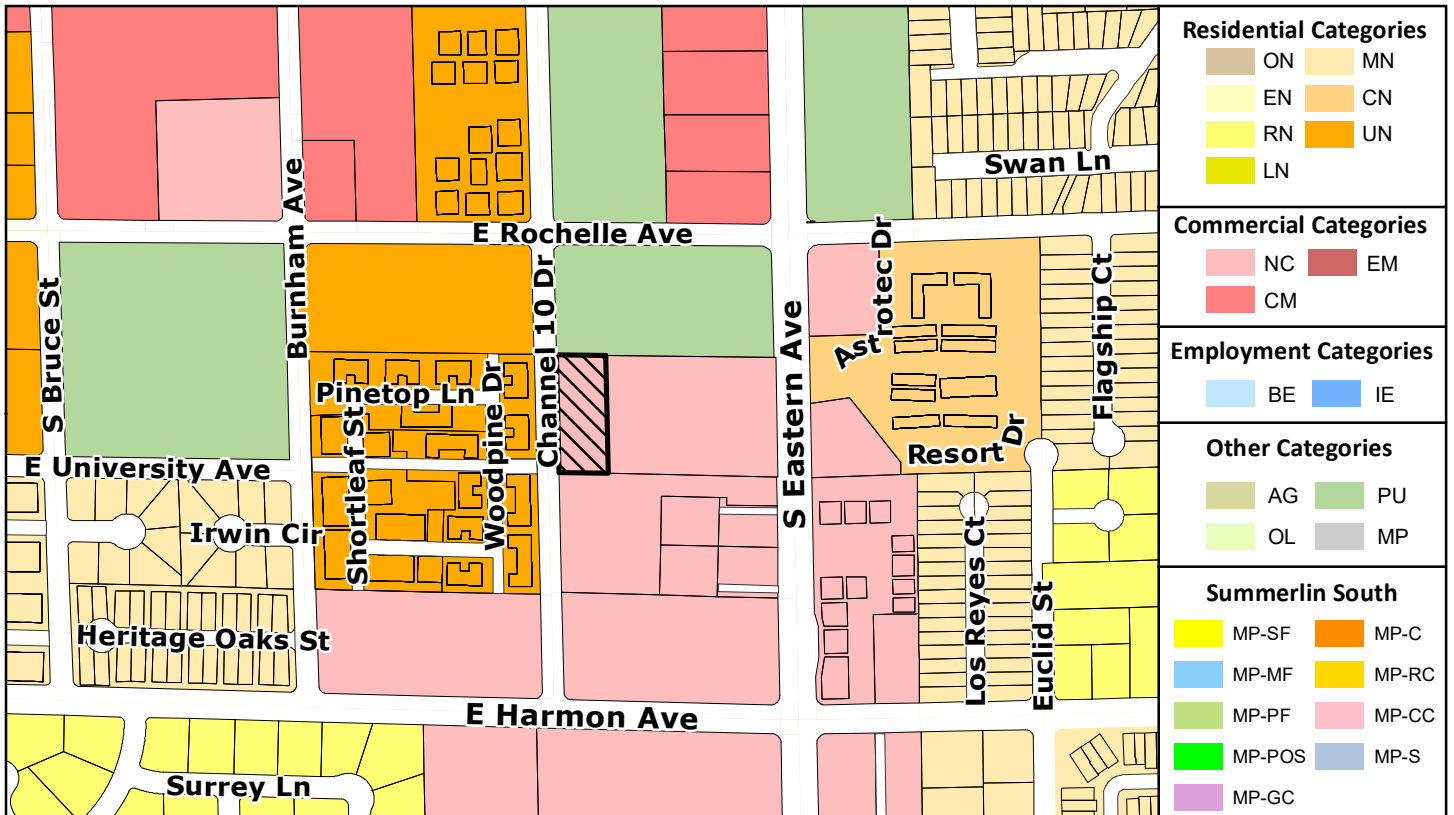 Swan Ln
E Rochelle Ave
Burnham Ave
Channel 10 Dr
S Bruce St
S Eastern Ave
Astrotec Dr
Flagship Ct
Pinetop Ln
Shortleaf St
Woodpine Dr
Resort Dr
E University Ave
Irwin Cir
Heritage Oaks St
Los Reyes Ct
Euclid St
E Harmon Ave
Surrey Ln
Residential Categories
ON MN
EN CN
RN UN
LN
Commercial Categories
NC EM
CM
Employment Categories
BE IE
Other Categories
AG PU
OL MP
Summerlin South
MP-SF MP-C
MP-MF MP-RC
MP-PF MP-CC
MP-POS MP-S
MP-GC